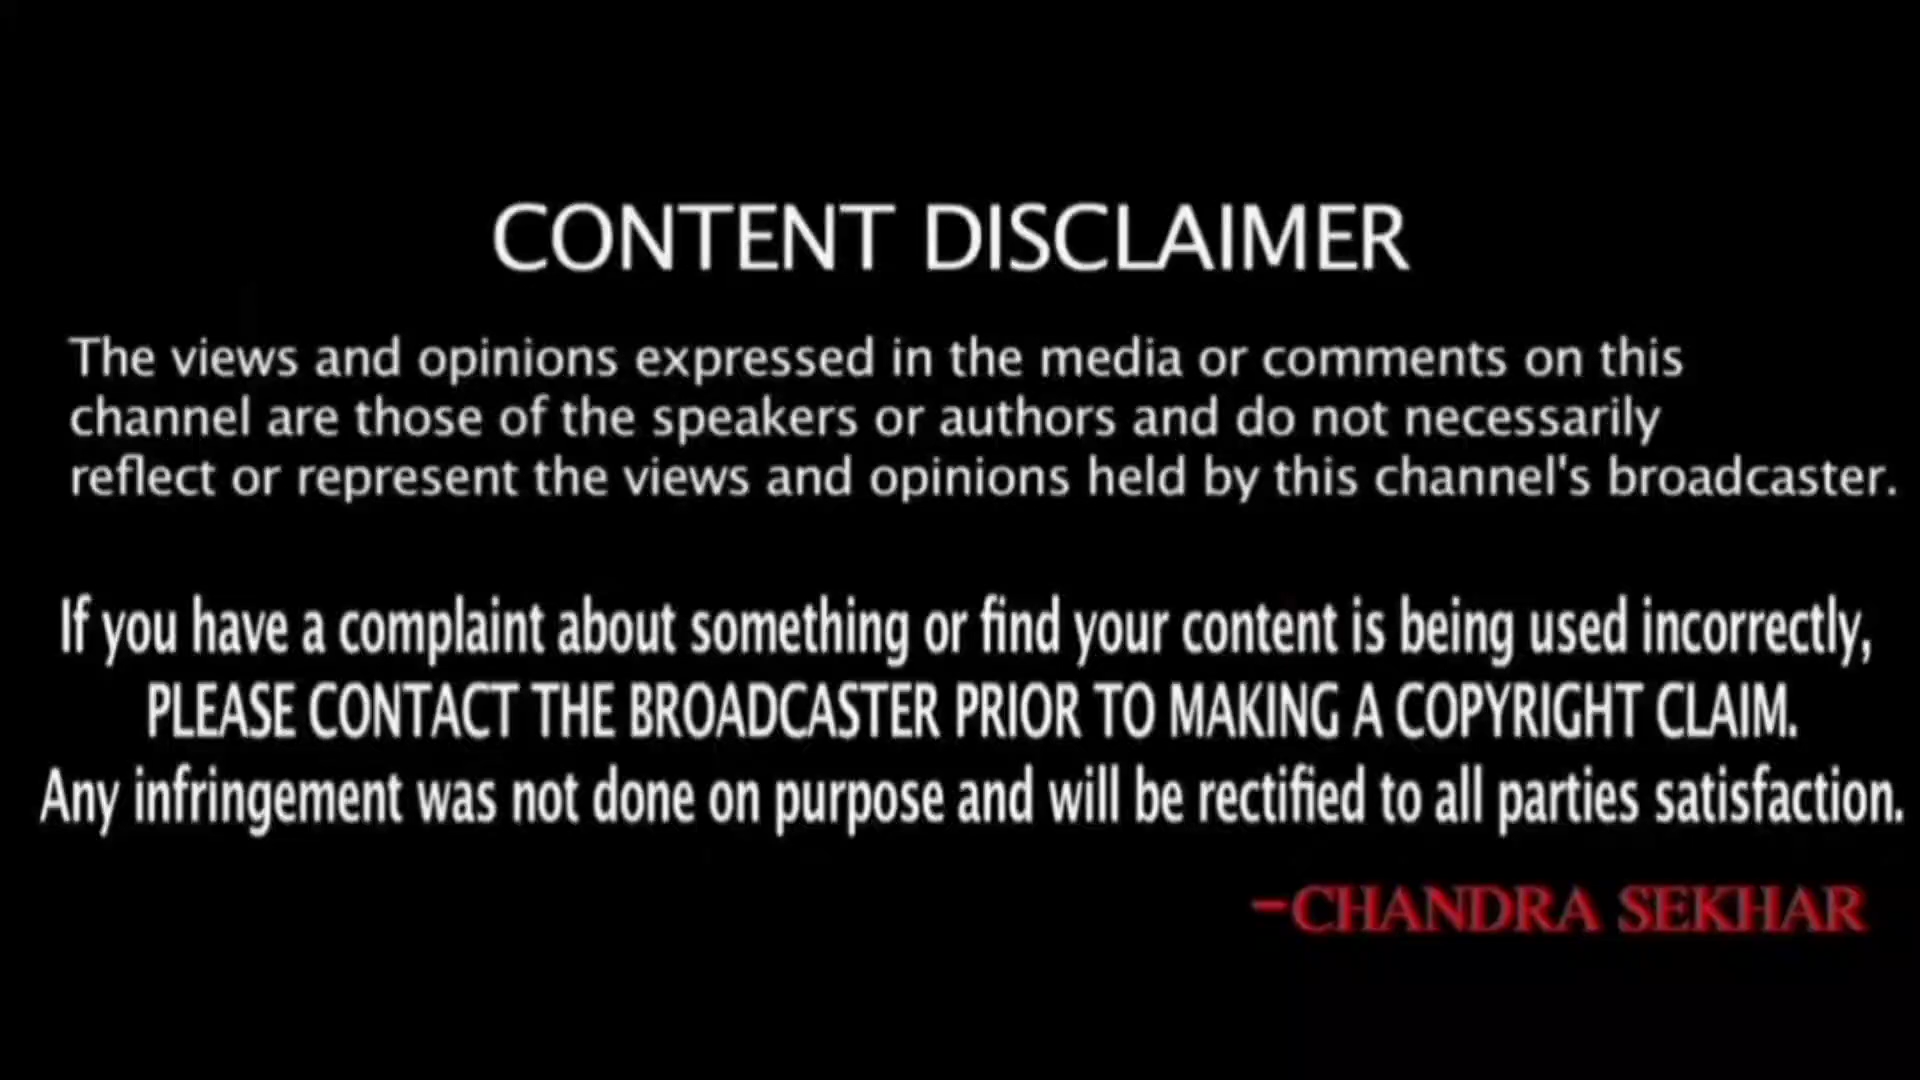 CONTENT DISCLAIMER
The views and opinions expressed in the media or comments on this
channel are those of the speakers or authors and do not necessarily
reflect or represent the views and opinions held by this channel's broadcaster.
If you have a complaint about something or find your content is being used incorrectly,
PLEASE CONTACT THE BROADCASTER PRIOR TO MAKING A COPYRIGHT CLAIM.
Any infringement was not done on purpose and will be rectified to all parties satisfaction.
-CHANDRA SEKHAR